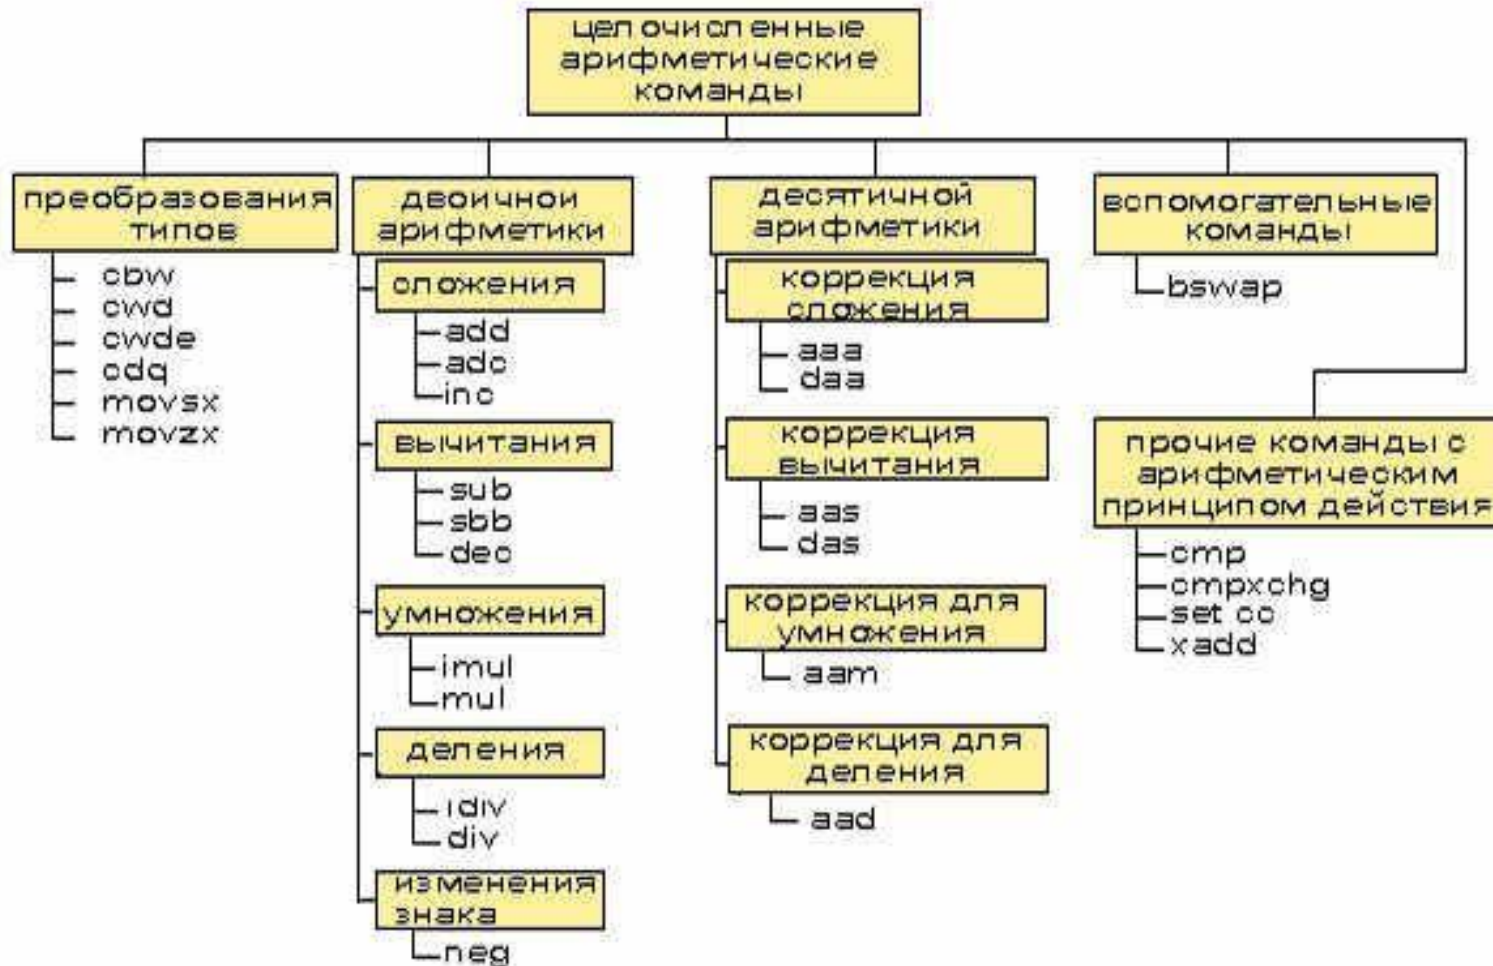 целочисленные
арифметические
команды
преобразования
типов
cbw
cwd
cwde
cdq
movsx
movzx
двоичной
арифметики
сложения
add
adc
inc
вычитания
sub
sbb
dec
умножения
imul
mul
деления
idiv
div
изменения
знака
neg
десятичной
арифметики
коррекция
сложения
aaa
daa
коррекция
вычитания
aas
das
коррекция для
умножения
aam
коррекция для
деления
aad
вспомогательные
команды
bswap
прочие команды с
арифметическим
принципом действия
cmp
cmpxchg
set cc
xadd